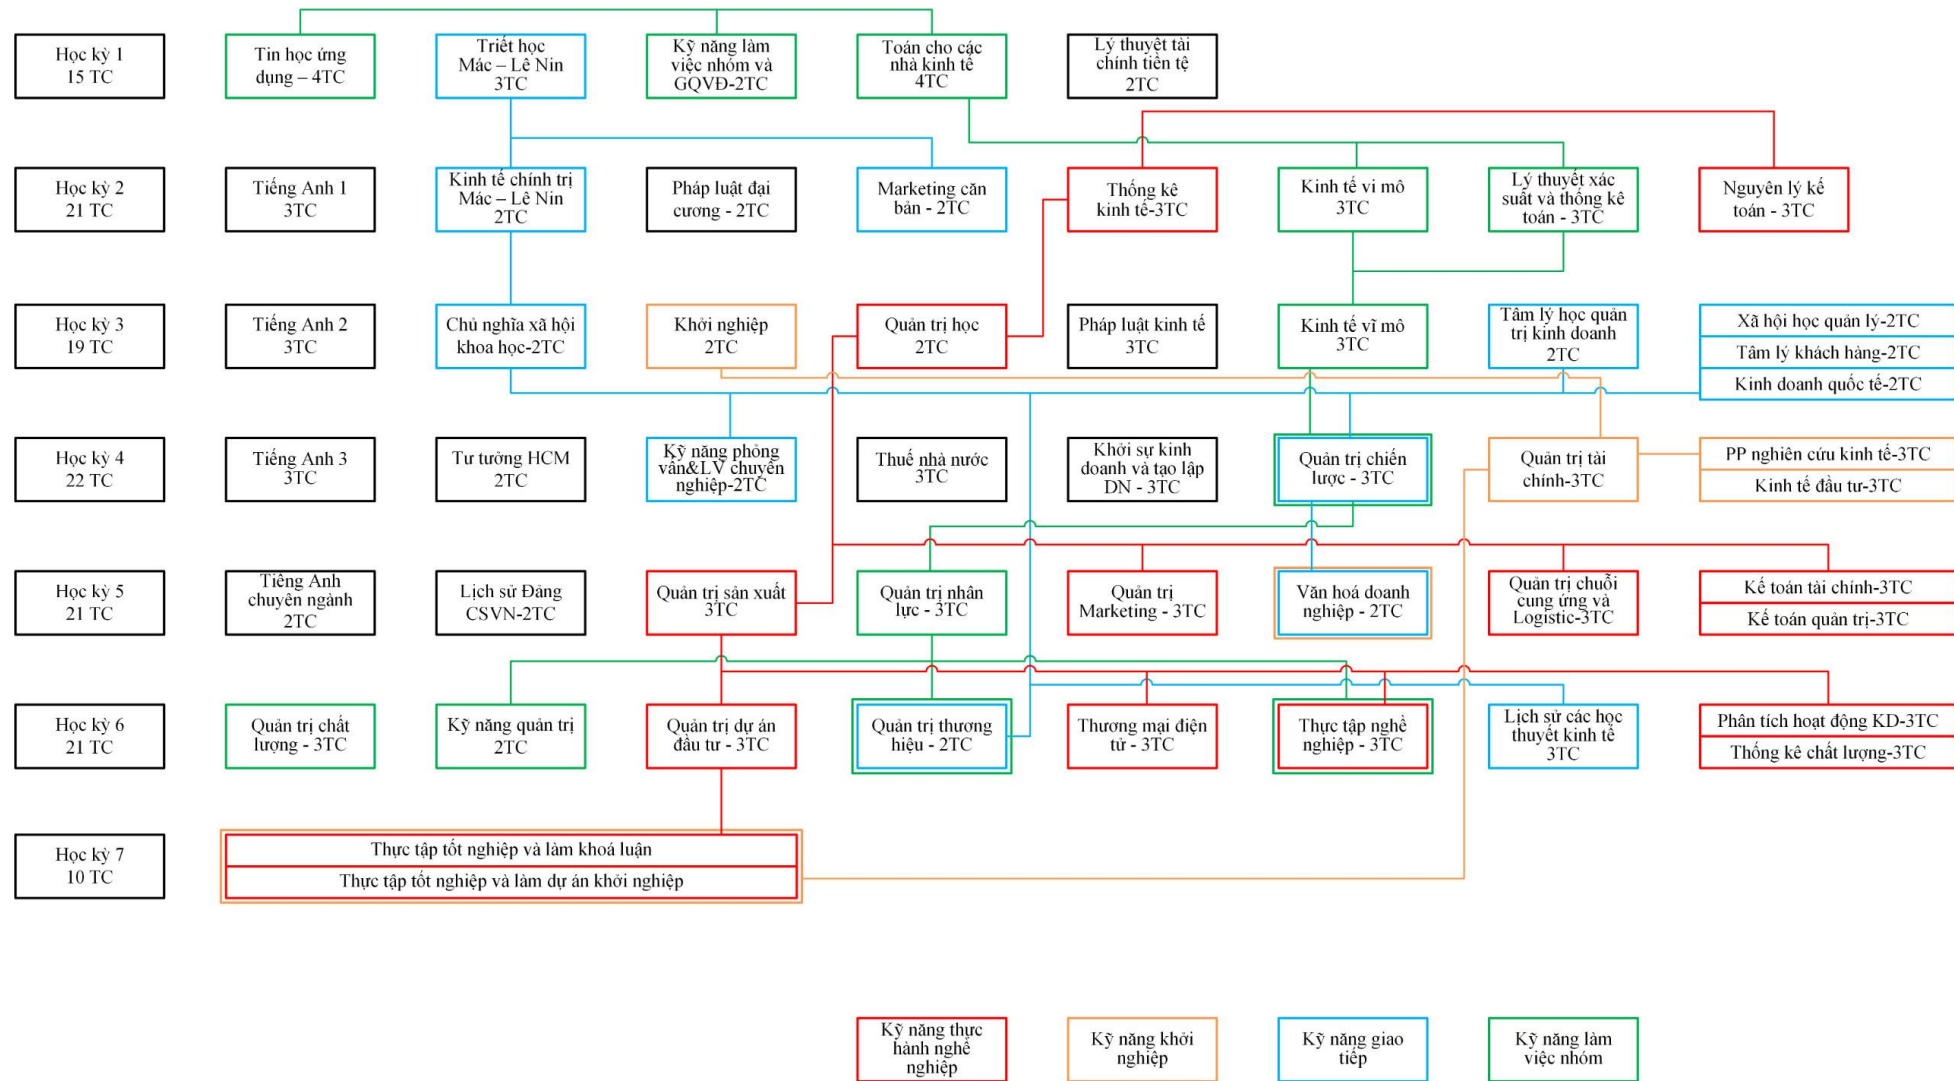 Học kỳ 1
15 TC
Tin học ứng
dụng – 4TC
Triết học
Mác – Lê Nin
3TC
Kỹ năng làm
việc nhóm và
GQVĐ-2TC
Toán cho các
nhà kinh tế
4TC
Lý thuyết tài
chính tiền tệ
2TC
Học kỳ 2
21 TC
Tiếng Anh 1
3TC
Kinh tế chính trị
Mác – Lê Nin
2TC
Pháp luật đại
cương - 2TC
Marketing căn
bản - 2TC
Thống kê
kinh tế-3TC
Kinh tế vi mô
3TC
Lý thuyết xác
suất và thống kê
toán - 3TC
Nguyên lý kế
toán - 3TC
Học kỳ 3
19 TC
Tiếng Anh 2
3TC
Chủ nghĩa xã hội
khoa học-2TC
Khởi nghiệp
2TC
Quản trị học
2TC
Pháp luật kinh tế
3TC
Kinh tế vĩ mô
3TC
Tâm lý học quản
trị kinh doanh
2TC
Xã hội học quản lý-2TC
Tâm lý khách hàng-2TC
Kinh doanh quốc tế-2TC
Học kỳ 4
22 TC
Tiếng Anh 3
3TC
Tư tưởng HCM
2TC
Kỹ năng phỏng
vấn&LV chuyên
nghiệp-2TC
Thuế nhà nước
3TC
Khởi sự kinh
doanh và tạo lập
DN - 3TC
Quản trị chiến
lược - 3TC
Quản trị tài
chính-3TC
PP nghiên cứu kinh tế-3TC
Kinh tế đầu tư-3TC
Học kỳ 5
21 TC
Tiếng Anh
chuyên ngành
2TC
Lịch sử Đảng
CSVN-2TC
Quản trị sản xuất
3TC
Quản trị nhân
lực - 3TC
Quản trị
Marketing - 3TC
Văn hoá doanh
nghiệp - 2TC
Quản trị chuỗi
cung ứng và
Logistic-3TC
Kế toán tài chính-3TC
Kế toán quản trị-3TC
Học kỳ 6
21 TC
Quản trị chất
lượng - 3TC
Kỹ năng quản trị
2TC
Quản trị dự án
đầu tư - 3TC
Quản trị thương
hiệu - 2TC
Thương mại điện
tử - 3TC
Thực tập nghề
nghiệp - 3TC
Lịch sử các học
thuyết kinh tế
3TC
Phân tích hoạt động KD-3TC
Thống kê chất lượng-3TC
Học kỳ 7
10 TC
Thực tập tốt nghiệp và làm khoá luận
Thực tập tốt nghiệp và làm dự án khởi nghiệp
Kỹ năng thực
hành nghề
nghiệp
Kỹ năng khởi
nghiệp
Kỹ năng giao
tiếp
Kỹ năng làm
việc nhóm